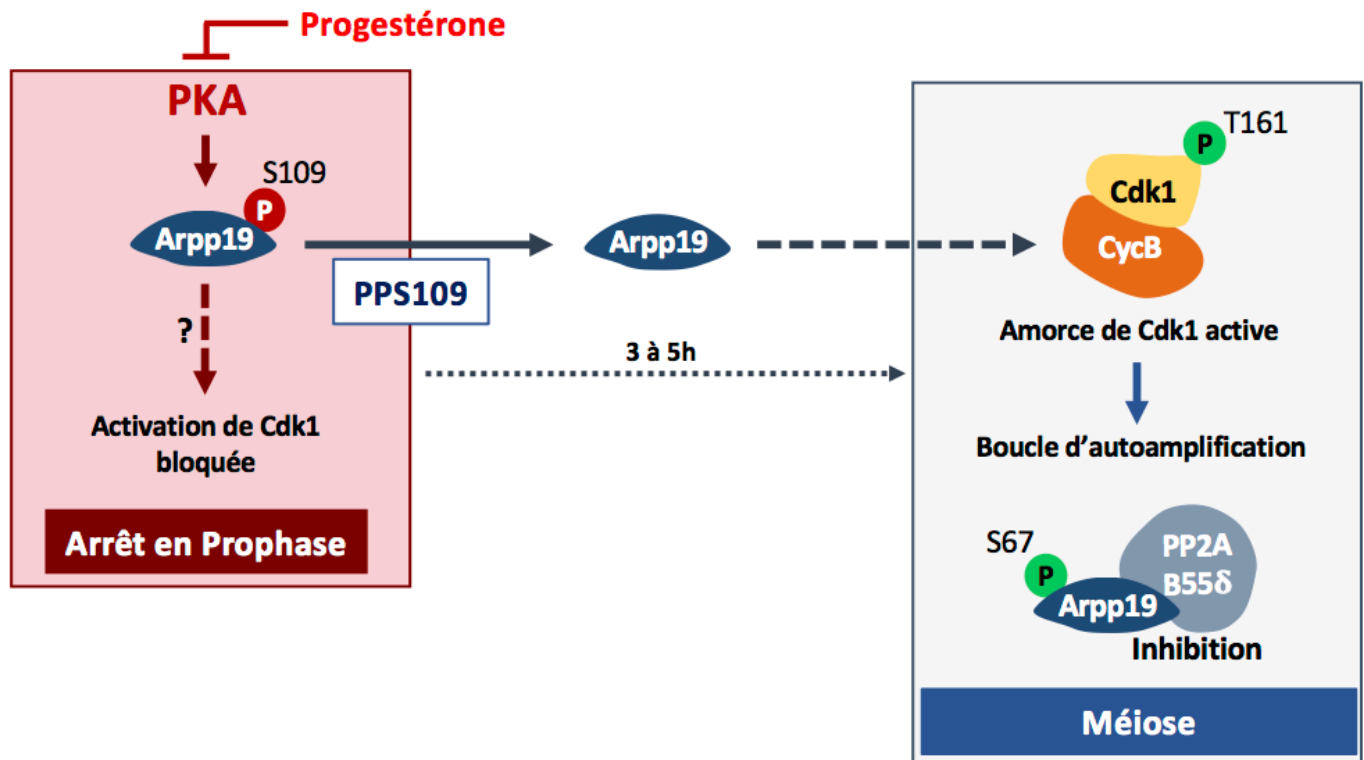 Progestérone
PKA
S109
P
Arpp19
PPS109
?
Activation de Cdk1
bloquée
Arrêt en Prophase
Arpp19
3 à 5h
T161
P
Cdk1
CycB
Amorce de Cdk1 active
Boucle d’autoamplification
S67
P
Arpp19
PP2A
B55δ
Inhibition
Méiose